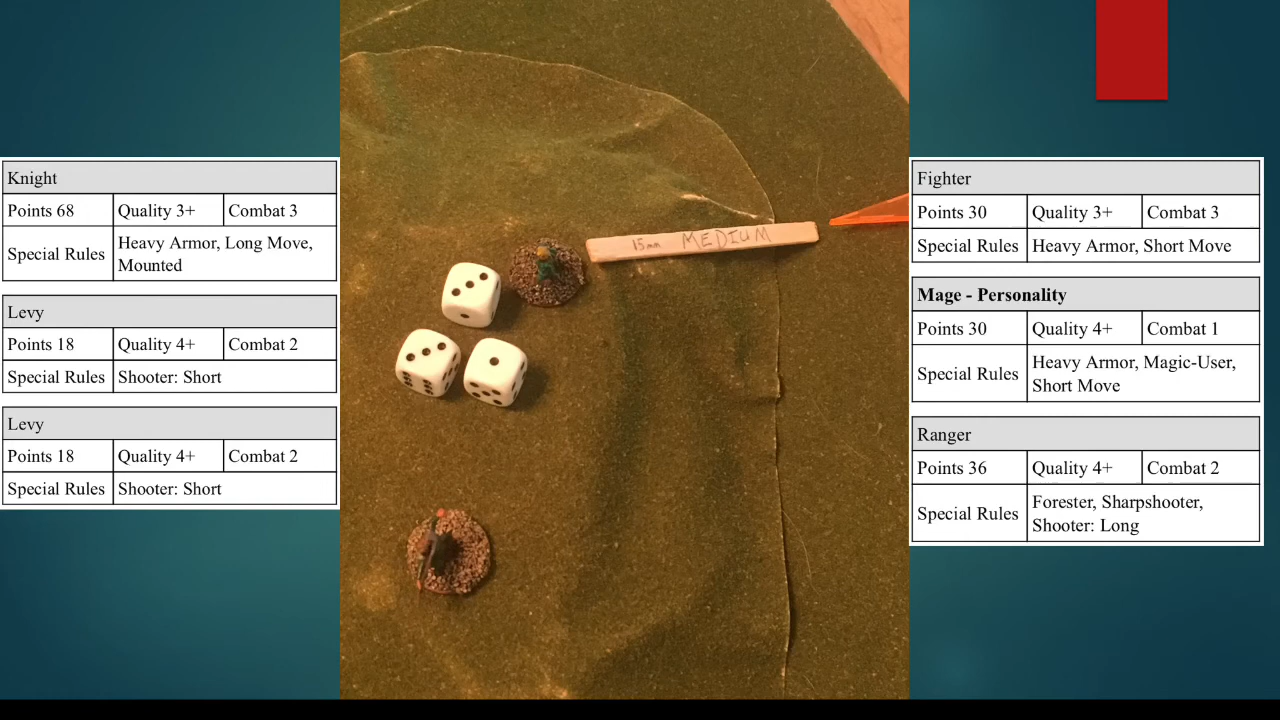 Knight
Points 68 Quality 3+ Combat 3
Special Rules Heavy Armor, Long Move,
Mounted
Levy
Points 18 Quality 4+ Combat 2
Special Rules Shooter: Short
Levy
Points 18 Quality 4+ Combat 2
Special Rules Shooter: Short
15mm MEDIUM
Fighter
Points 30 Quality 3+ Combat 3
Special Rules Heavy Armor, Short Move
Mage - Personality
Points 30 Quality 4+ Combat 1
Special Rules Heavy Armor, Magic-User,
Short Move
Ranger
Points 36 Quality 4+ Combat 2
Special Rules Forester, Sharpshooter,
Shooter: Long